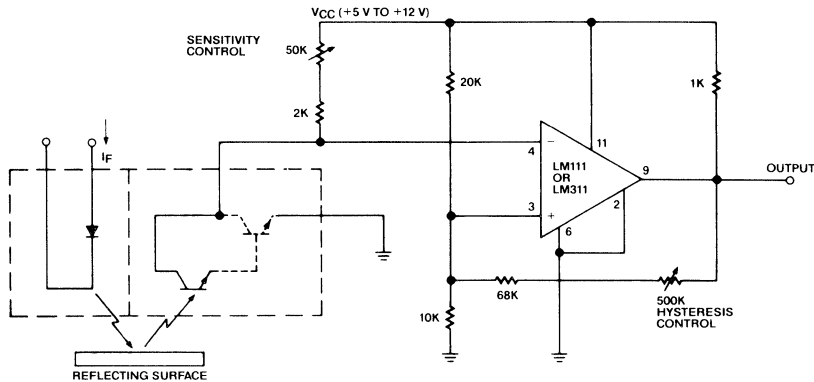 VCC (+5 V TO +12 V)
SENSITIVITY
CONTROL
50K
20K
1K
2K
IF
4
−
11
LM111
OR
LM311
9
OUTPUT
3
+
2
6
68K
500K
HYSTERESIS
CONTROL
10K
REFLECTING SURFACE